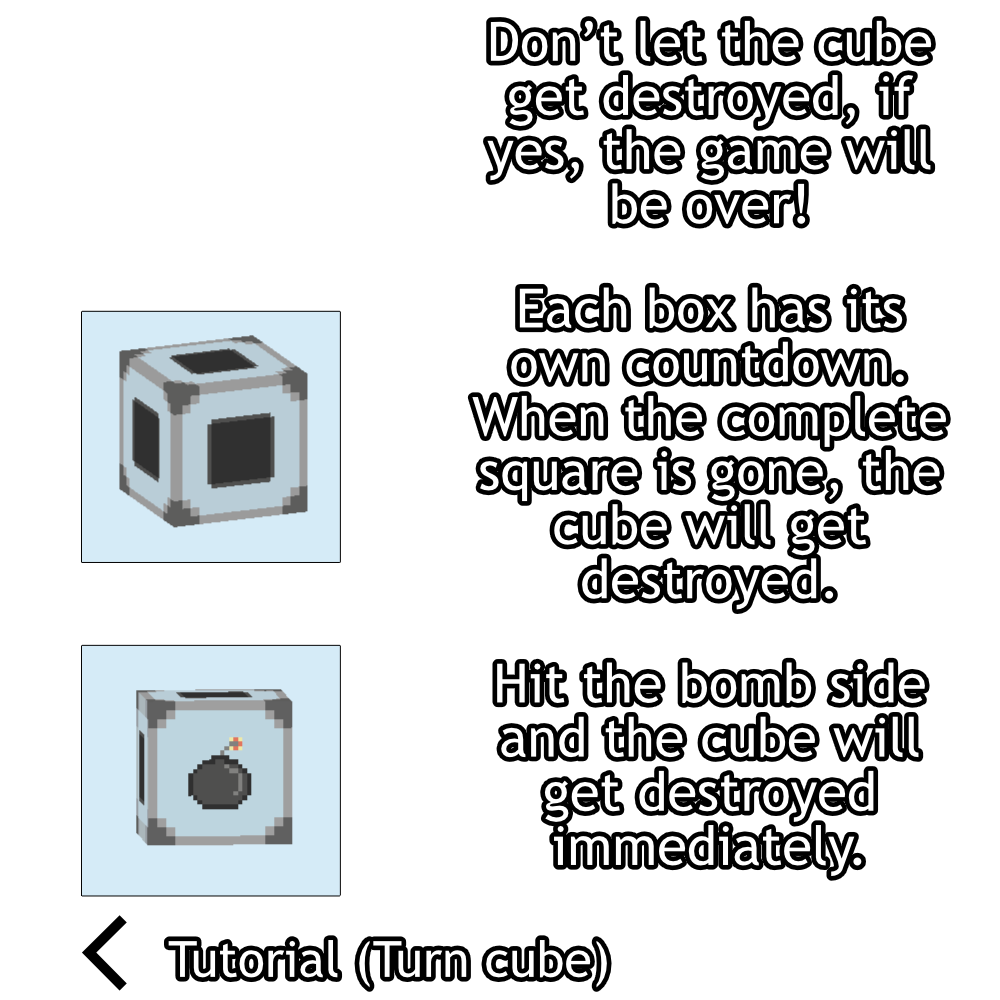 Don’t let the cube
get destroyed, if
yes, the game will
be over!
Each box has its
own countdown.
When the complete
square is gone, the
cube will get
destroyed.
Hit the bomb side
and the cube will
get destroyed
immediately.
Tutorial (Turn cube)